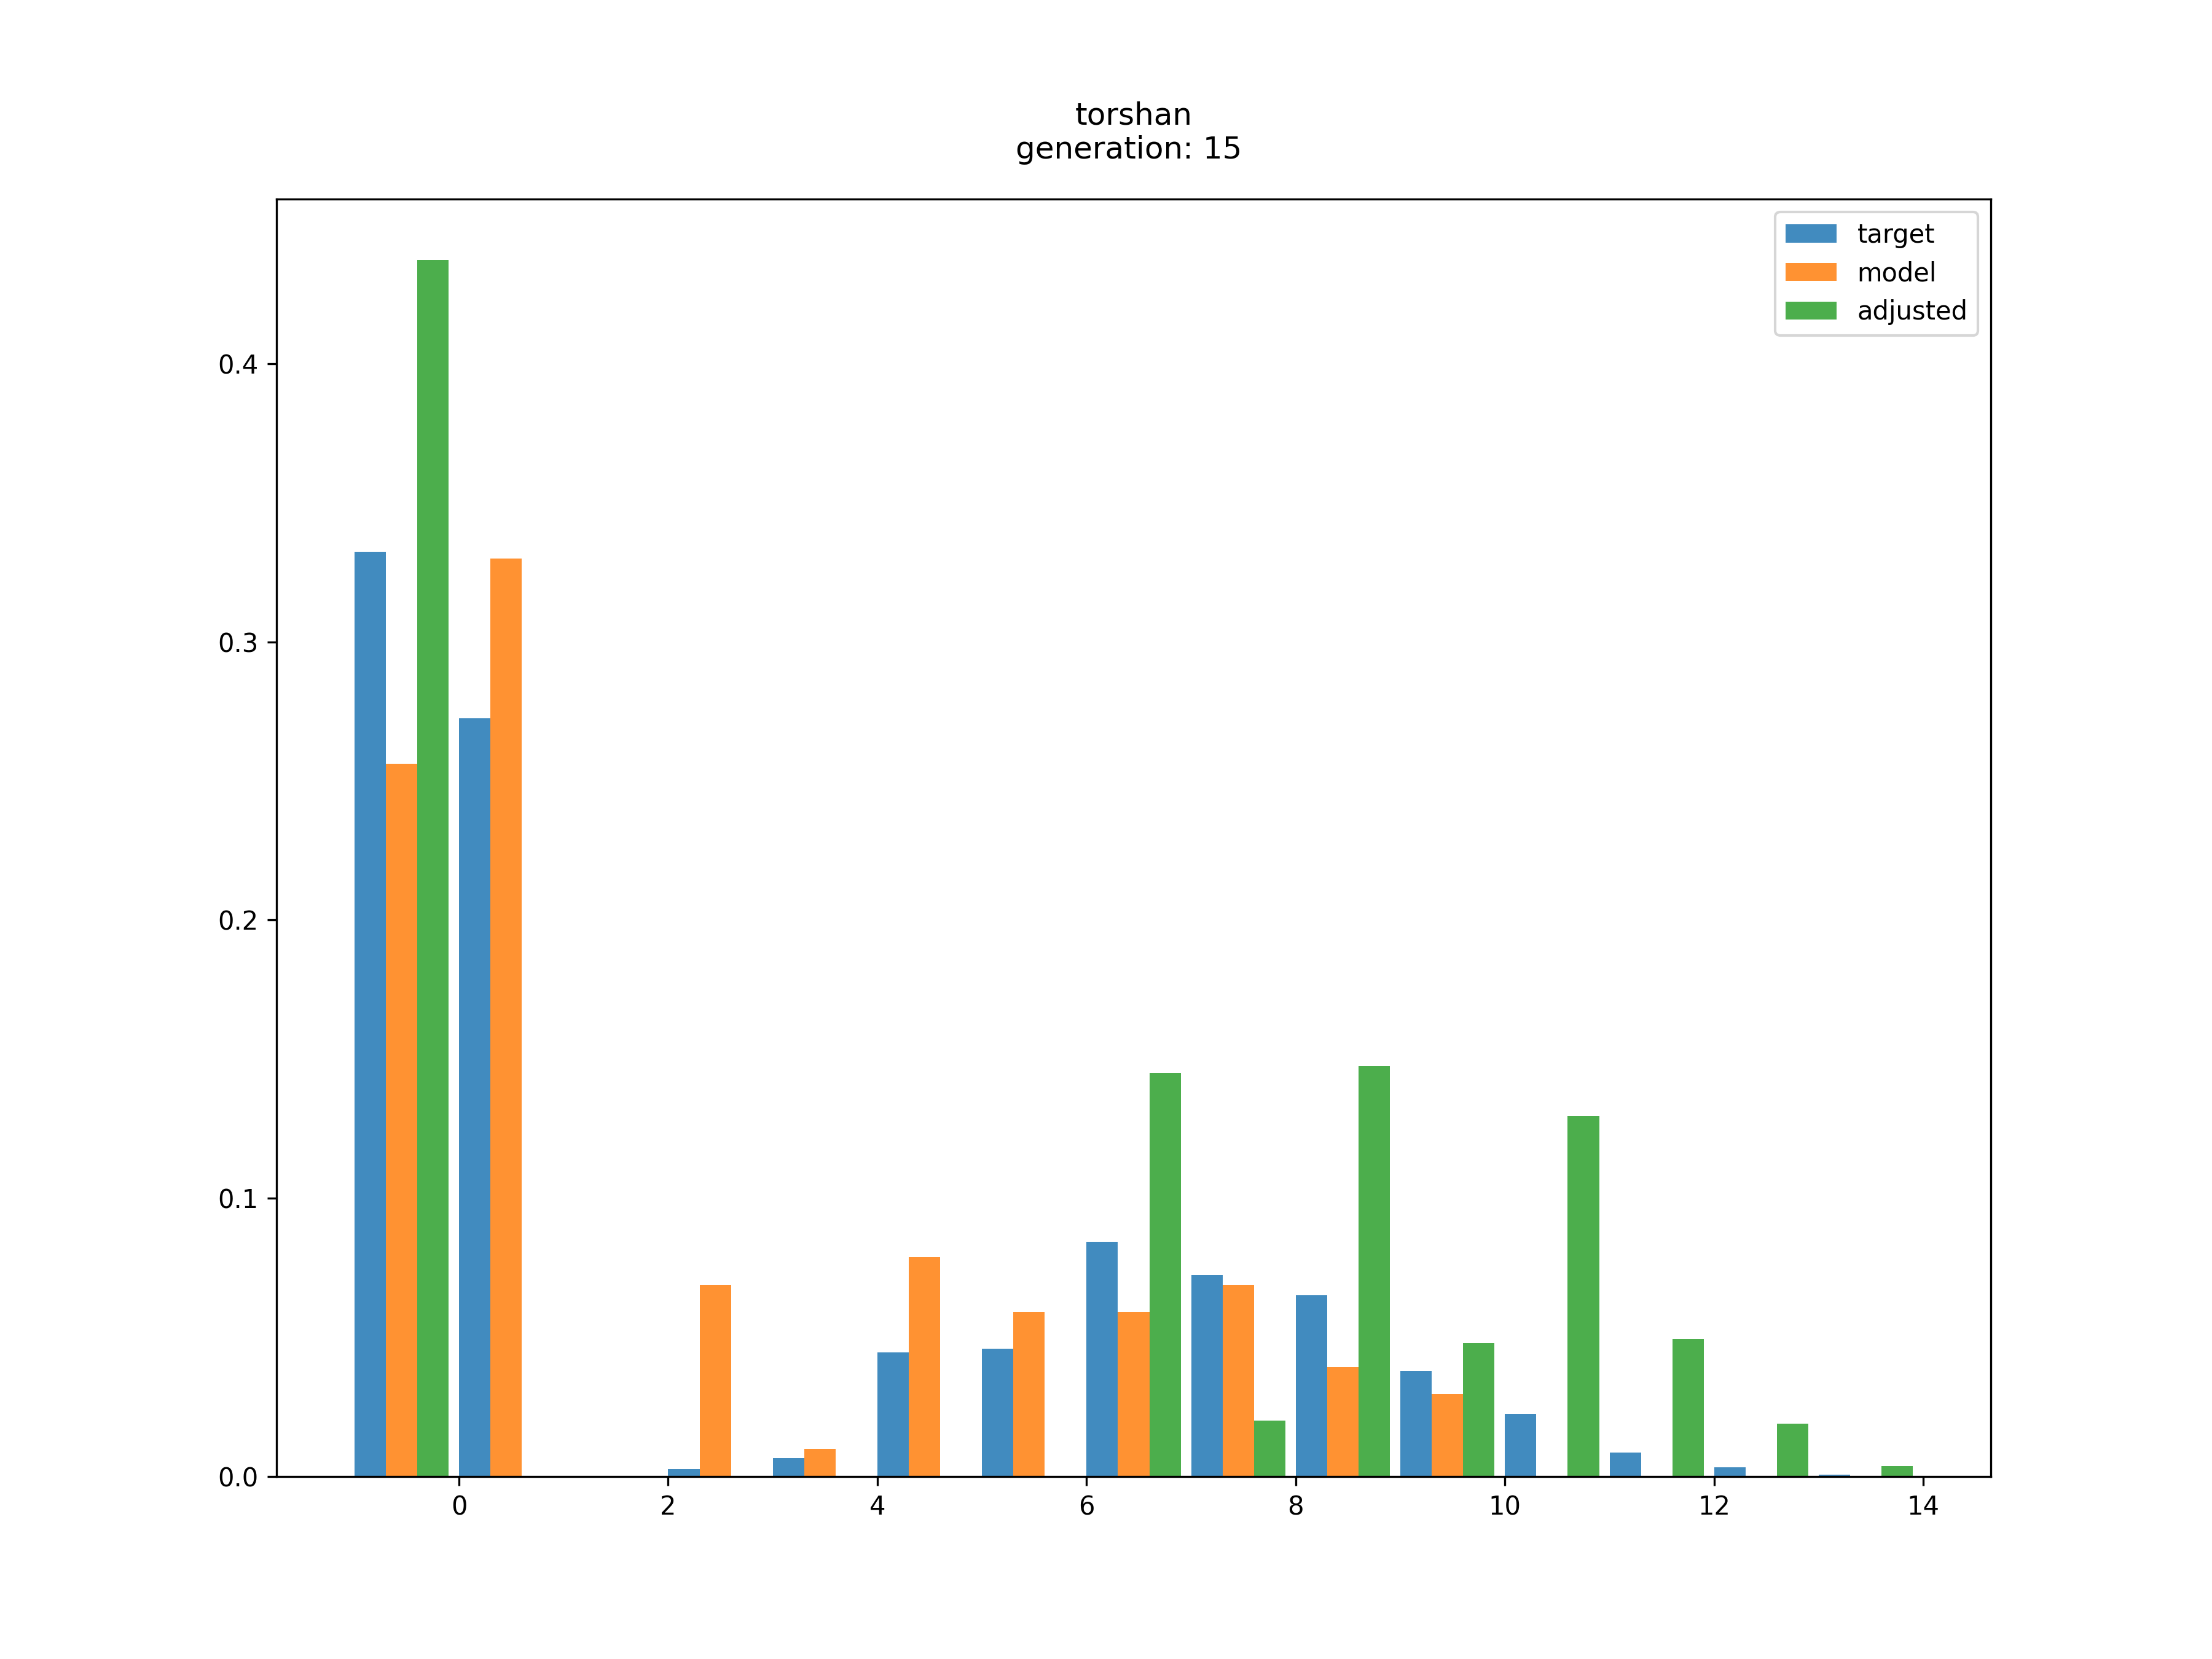 torshan
generation: 15
target
model
adjusted
0.4
0.3
0.2
0.1
0.0
0 2 4 6 8 10 12 14